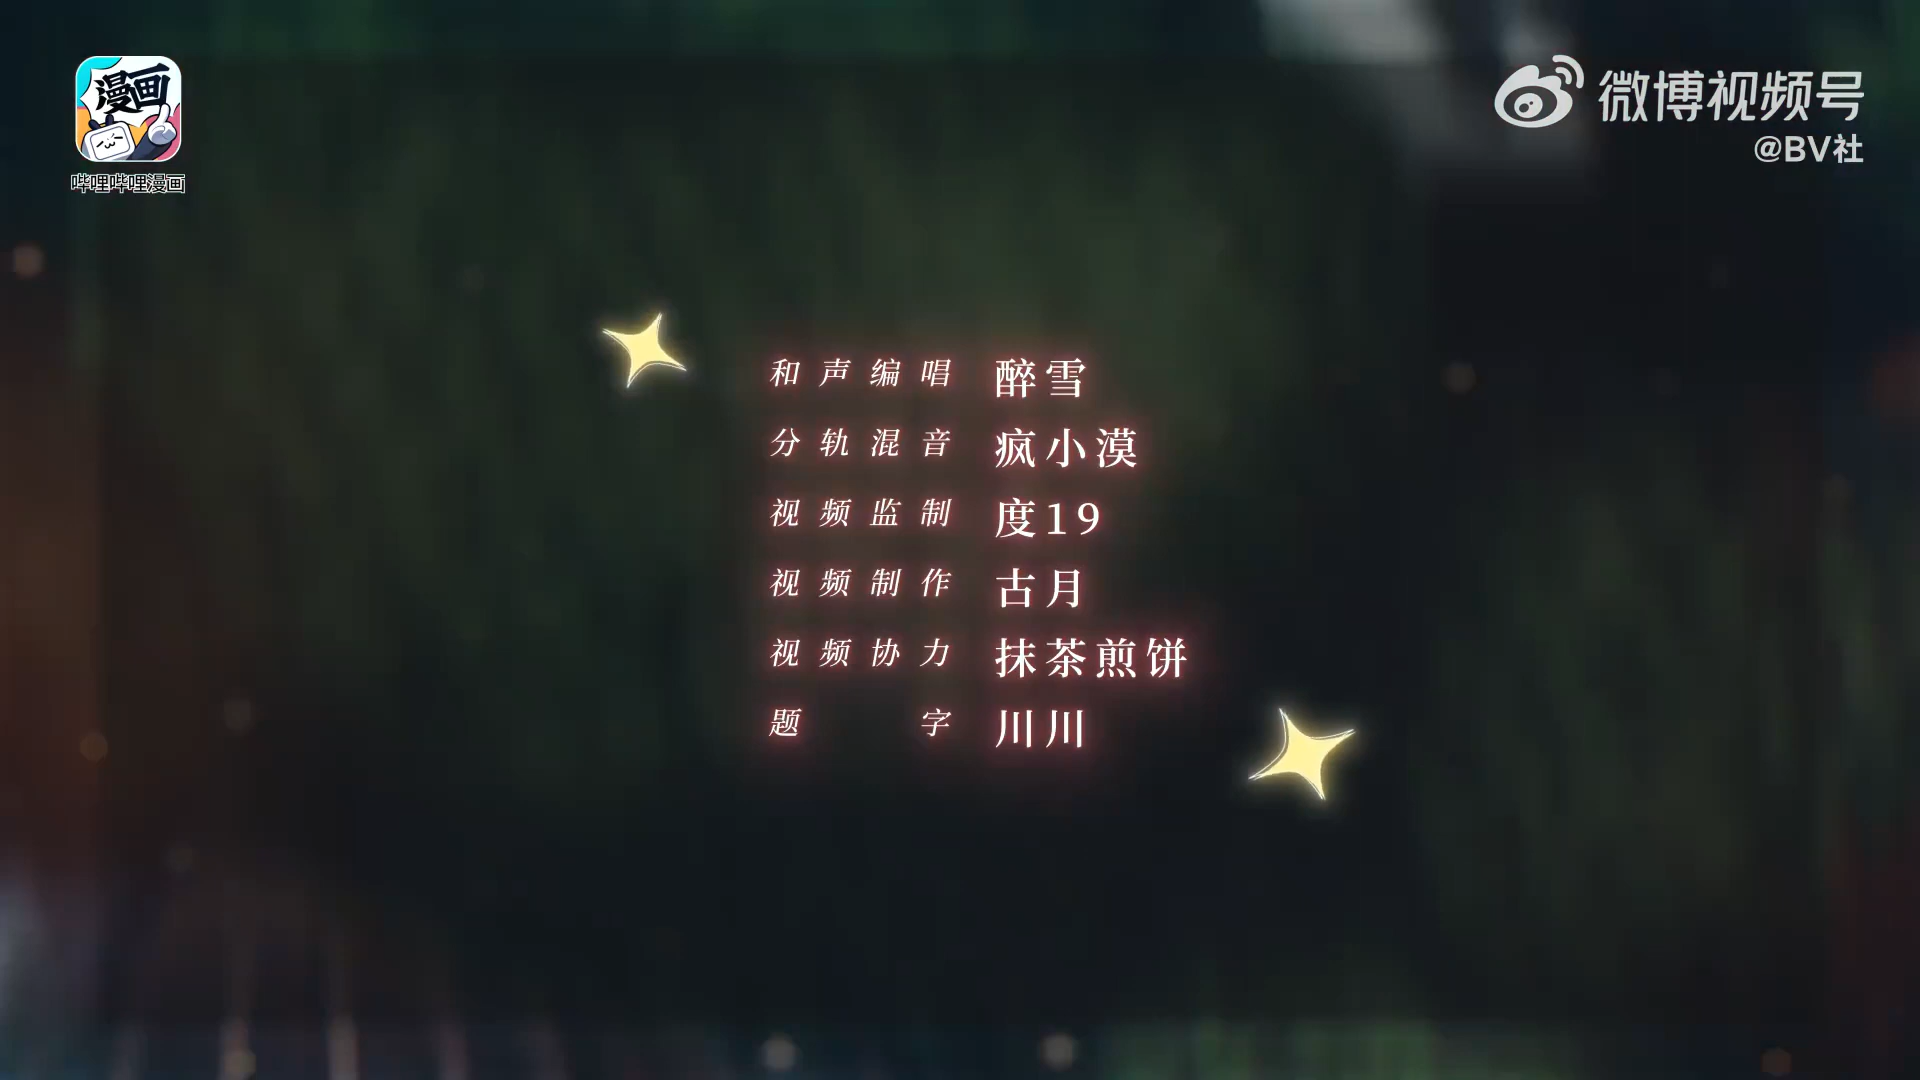 漫画
哔哩哔哩漫画
微博视频号
@BV社
和声编唱 醉雪
分轨混音 疯小漠
视频监制 度19
视频制作 古月
视频协力 抹茶煎饼
题字 川川